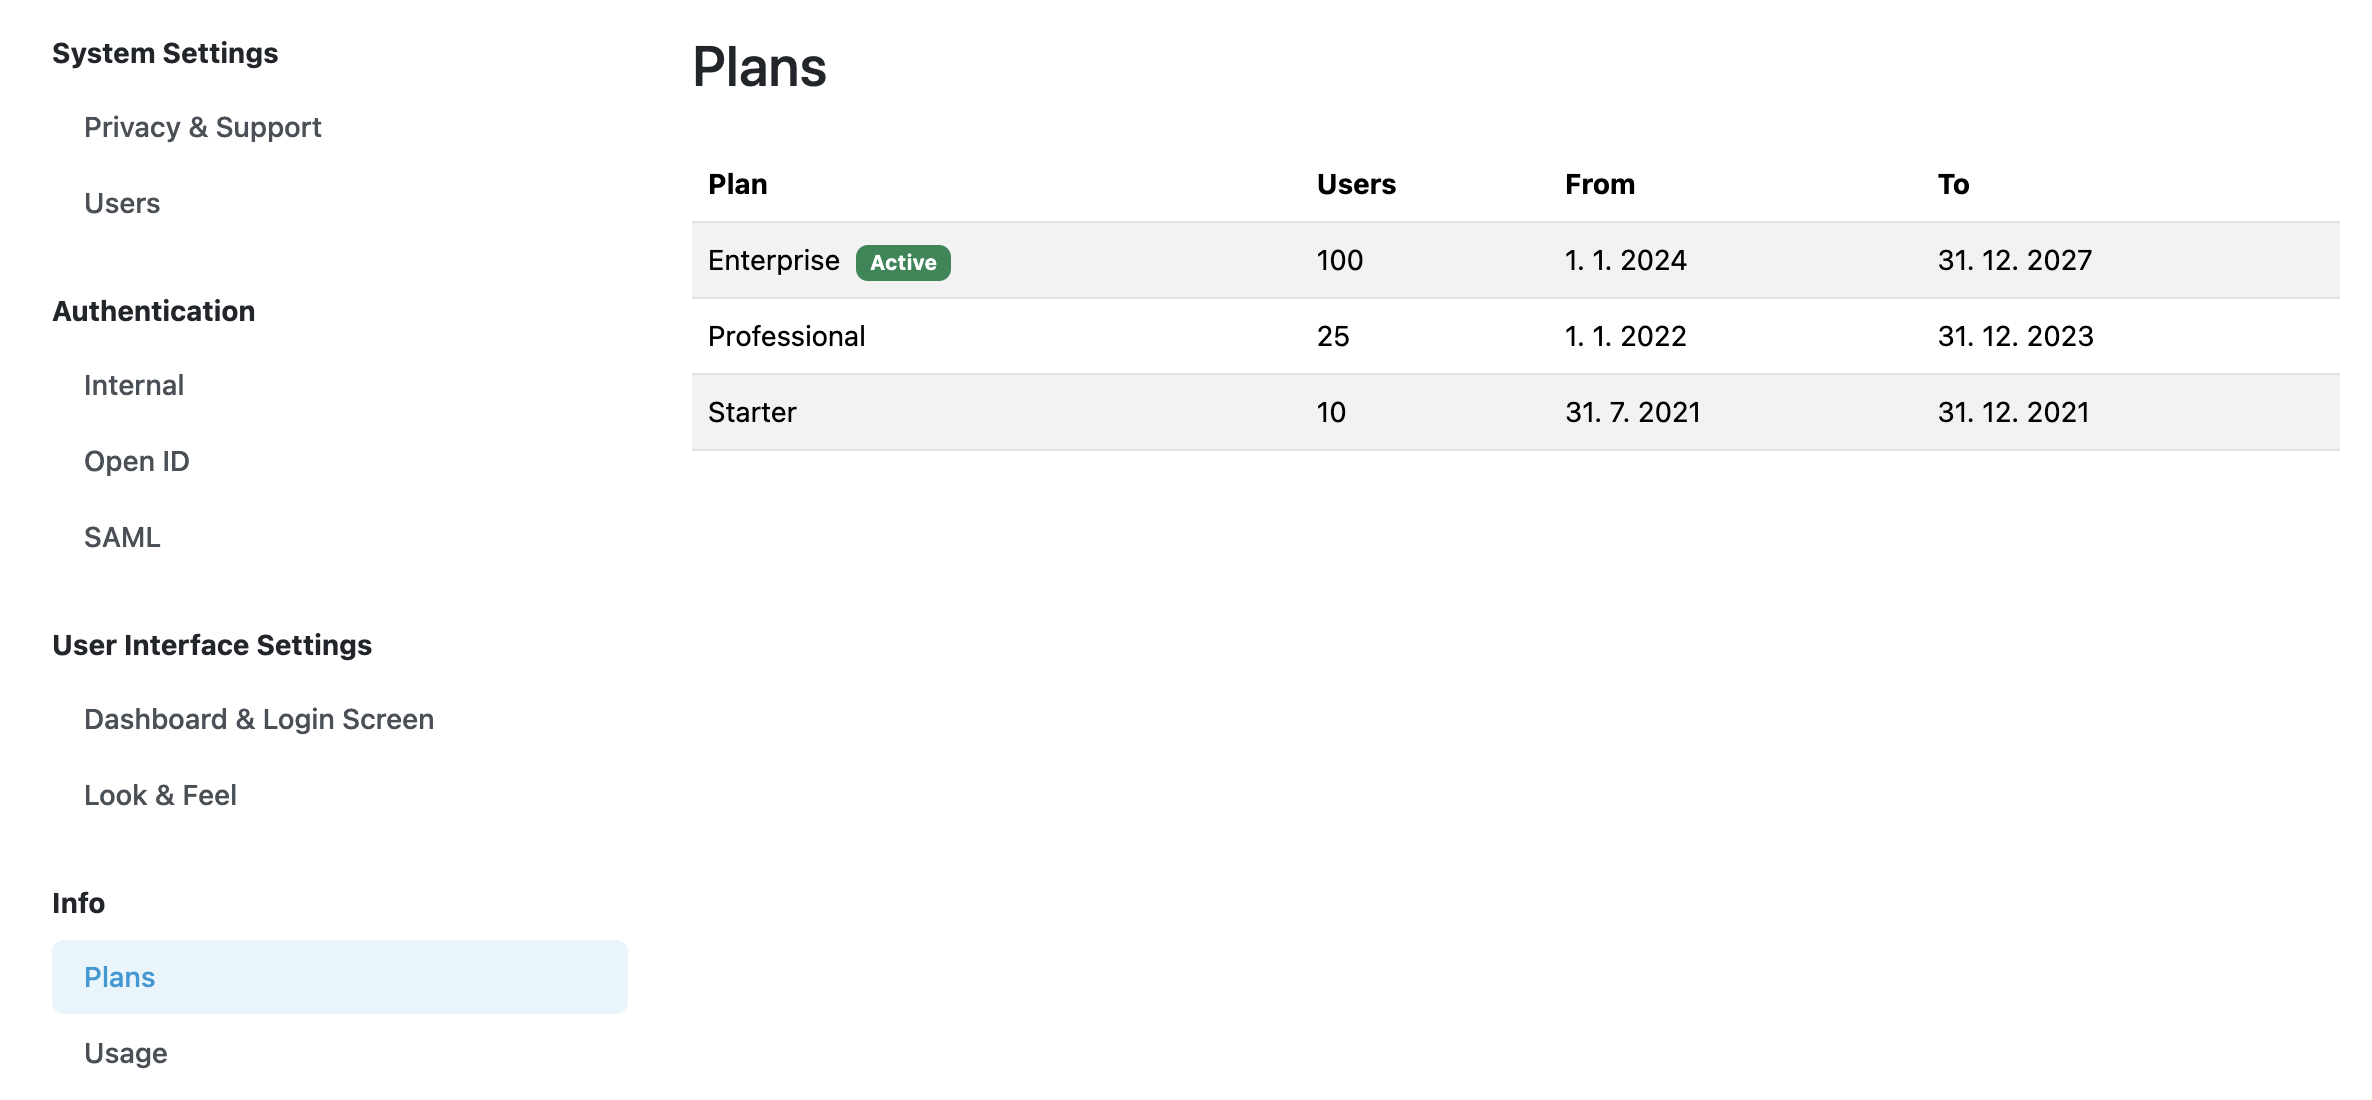 System Settings
Privacy & Support
Users
Authentication
Internal
Open ID
SAML
User Interface Settings
Dashboard & Login Screen
Look & Feel
Info
Plans
Usage
Plans
Plan Users From To
Enterprise Active 100 1. 1. 2024 31. 12. 2027
Professional 25 1. 1. 2022 31. 12. 2023
Starter 10 31. 7. 2021 31. 12. 2021